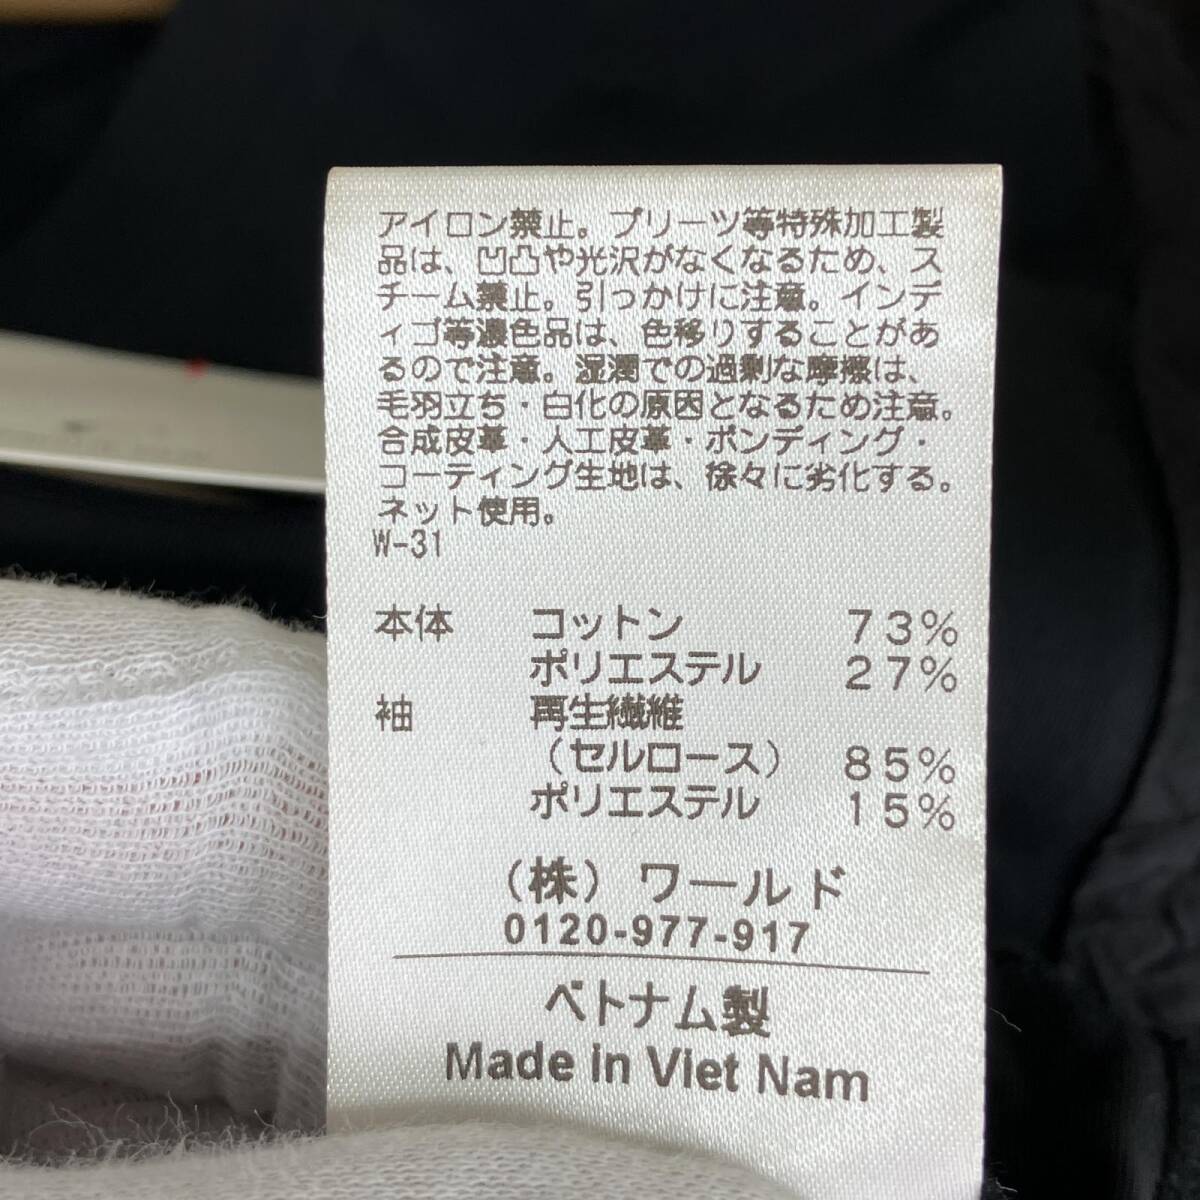 アイロン禁止。プリーツ等特殊加工製
品は、凹凸や光沢がなくなるため、ス
チーム禁止。引っかけに注意。インデ
ィゴ等濃色品は、色移りすることがあ
るので注意。湿潤での過剰な摩擦は、
毛羽立ち・白化の原因となるため注意。
合成皮革・人工皮革・ボンディング・
コーティング生地は、徐々に劣化する。
ネット使用。
W-31
本体 コットン 73%
ポリエステル 27%
袖 再生繊維
(セルロース) 85%
ポリエステル 15%
(株)ワールド
0120-977-917
ベトナム製
Made in Viet Nam